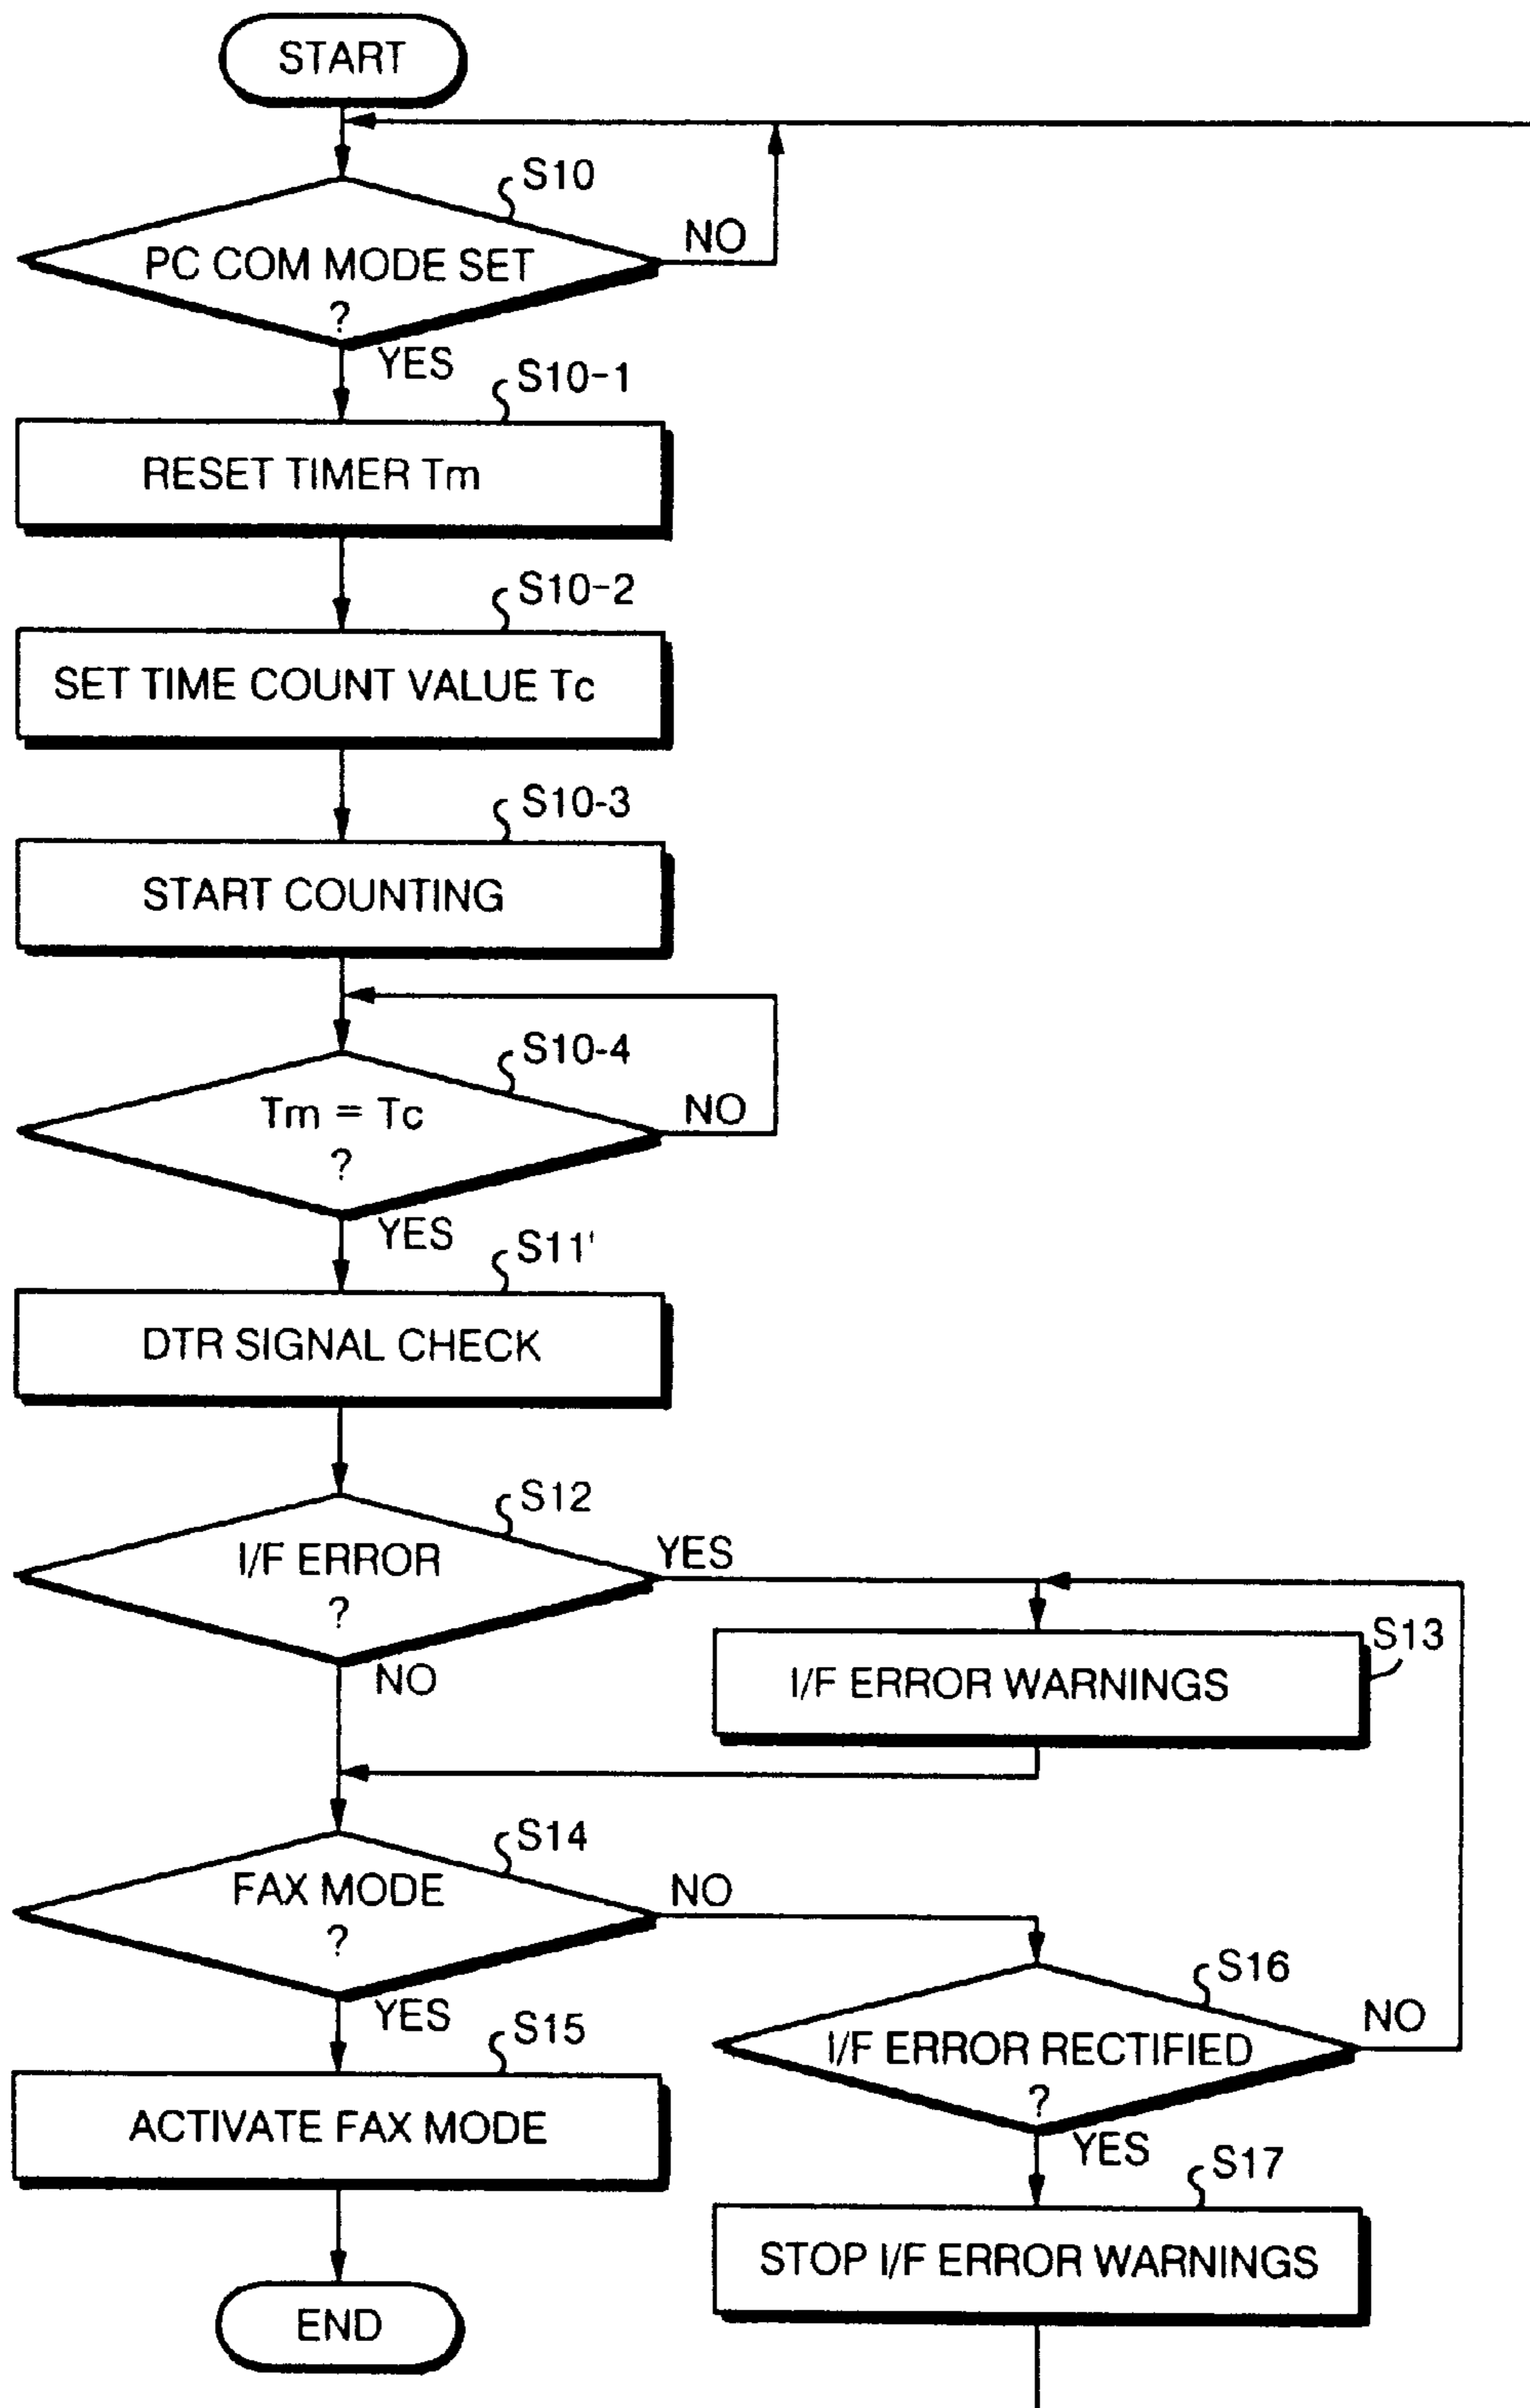 START
S10
PC COM MODE SET
?
NO
YES
S10-1
RESET TIMER Tm
S10-2
SET TIME COUNT VALUE Tc
S10-3
START COUNTING
S10-4
Tm = Tc
?
NO
YES
S11'
DTR SIGNAL CHECK
S12
I/F ERROR
?
YES
NO
S13
I/F ERROR WARNINGS
S14
FAX MODE
?
NO
YES
S15
ACTIVATE FAX MODE
END
S16
I/F ERROR RECTIFIED
?
NO
YES
S17
STOP I/F ERROR WARNINGS